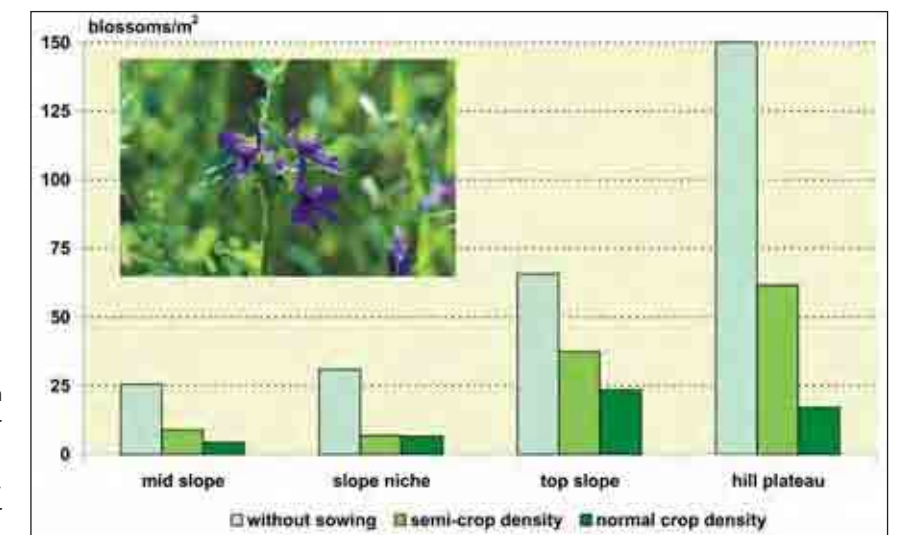 blossoms/m²
150
125
100
75
50
25
0
mid slope slope niche top slope hill plateau
without sowing semi-crop density normal crop density